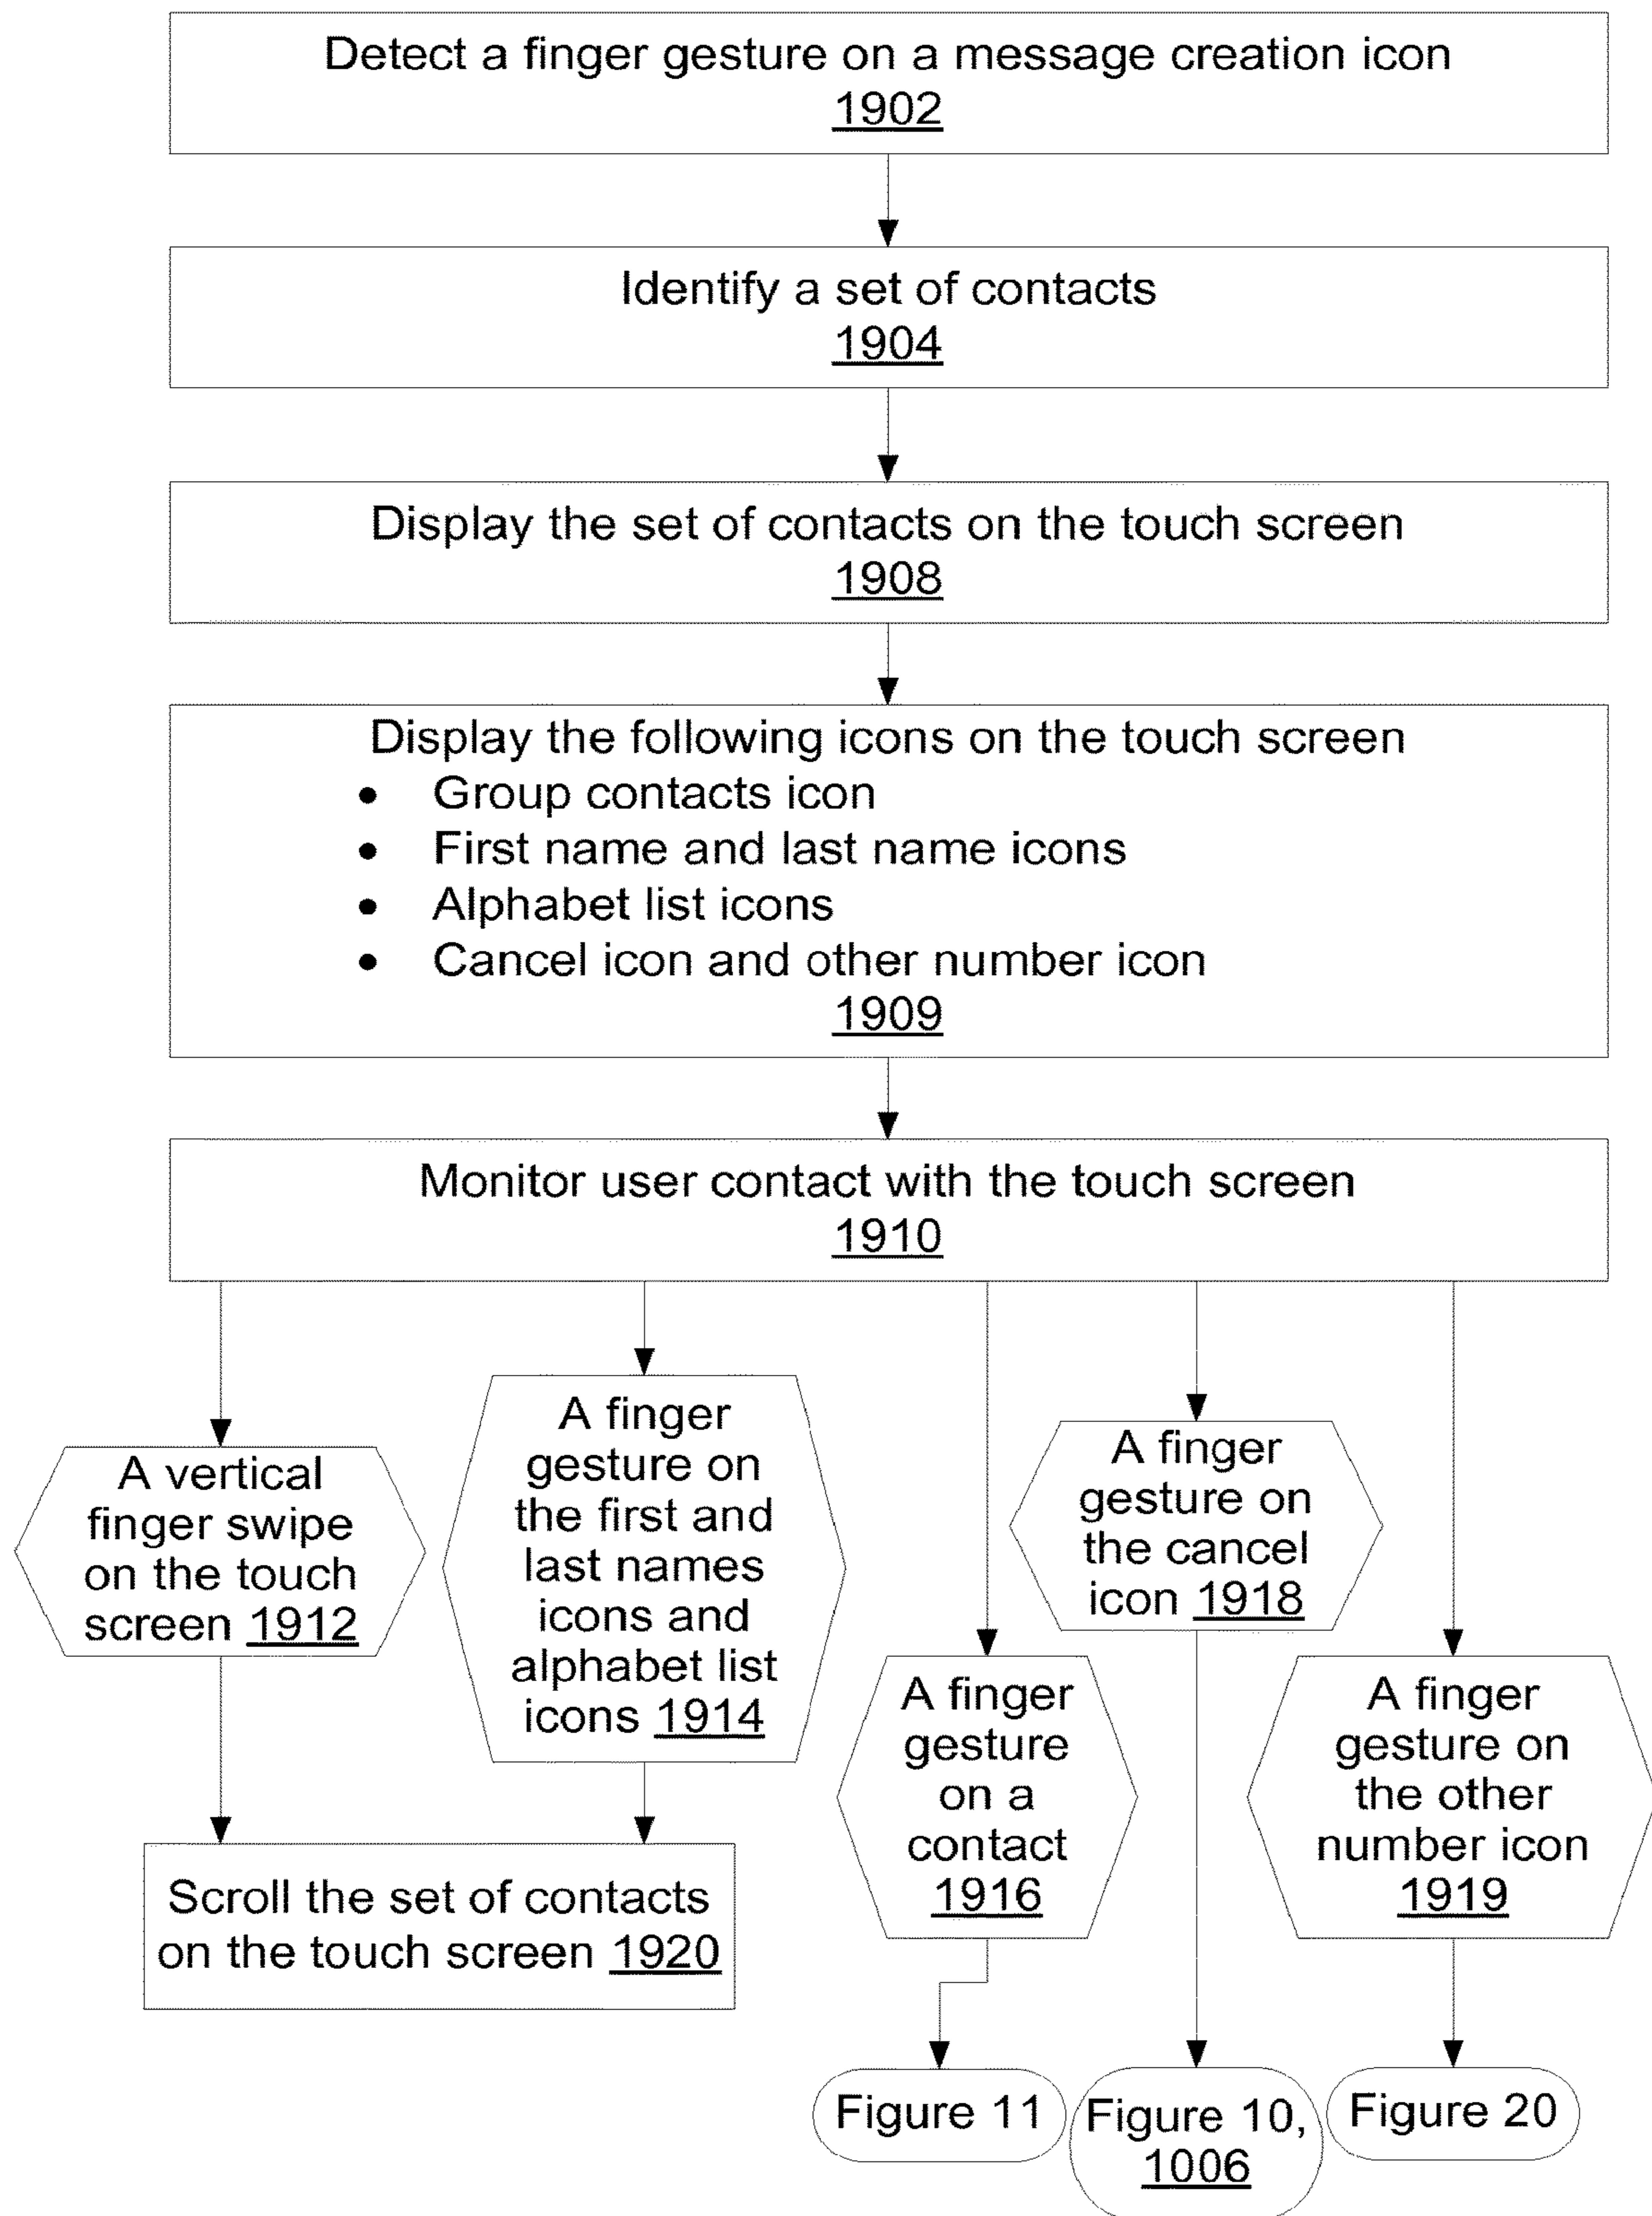 Detect a finger gesture on a message creation icon
1902
Identify a set of contacts
1904
Display the set of contacts on the touch screen
1908
Display the following icons on the touch screen
• Group contacts icon
• First name and last name icons
• Alphabet list icons
• Cancel icon and other number icon
1909
Monitor user contact with the touch screen
1910
A vertical
finger swipe
on the touch
screen 1912
A finger
gesture on
the first and
last names
icons and
alphabet list
icons 1914
A finger
gesture
on a
contact
1916
A finger
gesture on
the cancel
icon 1918
A finger
gesture on
the other
number icon
1919
Scroll the set of contacts
on the touch screen 1920
Figure 11
Figure 10,
1006
Figure 20